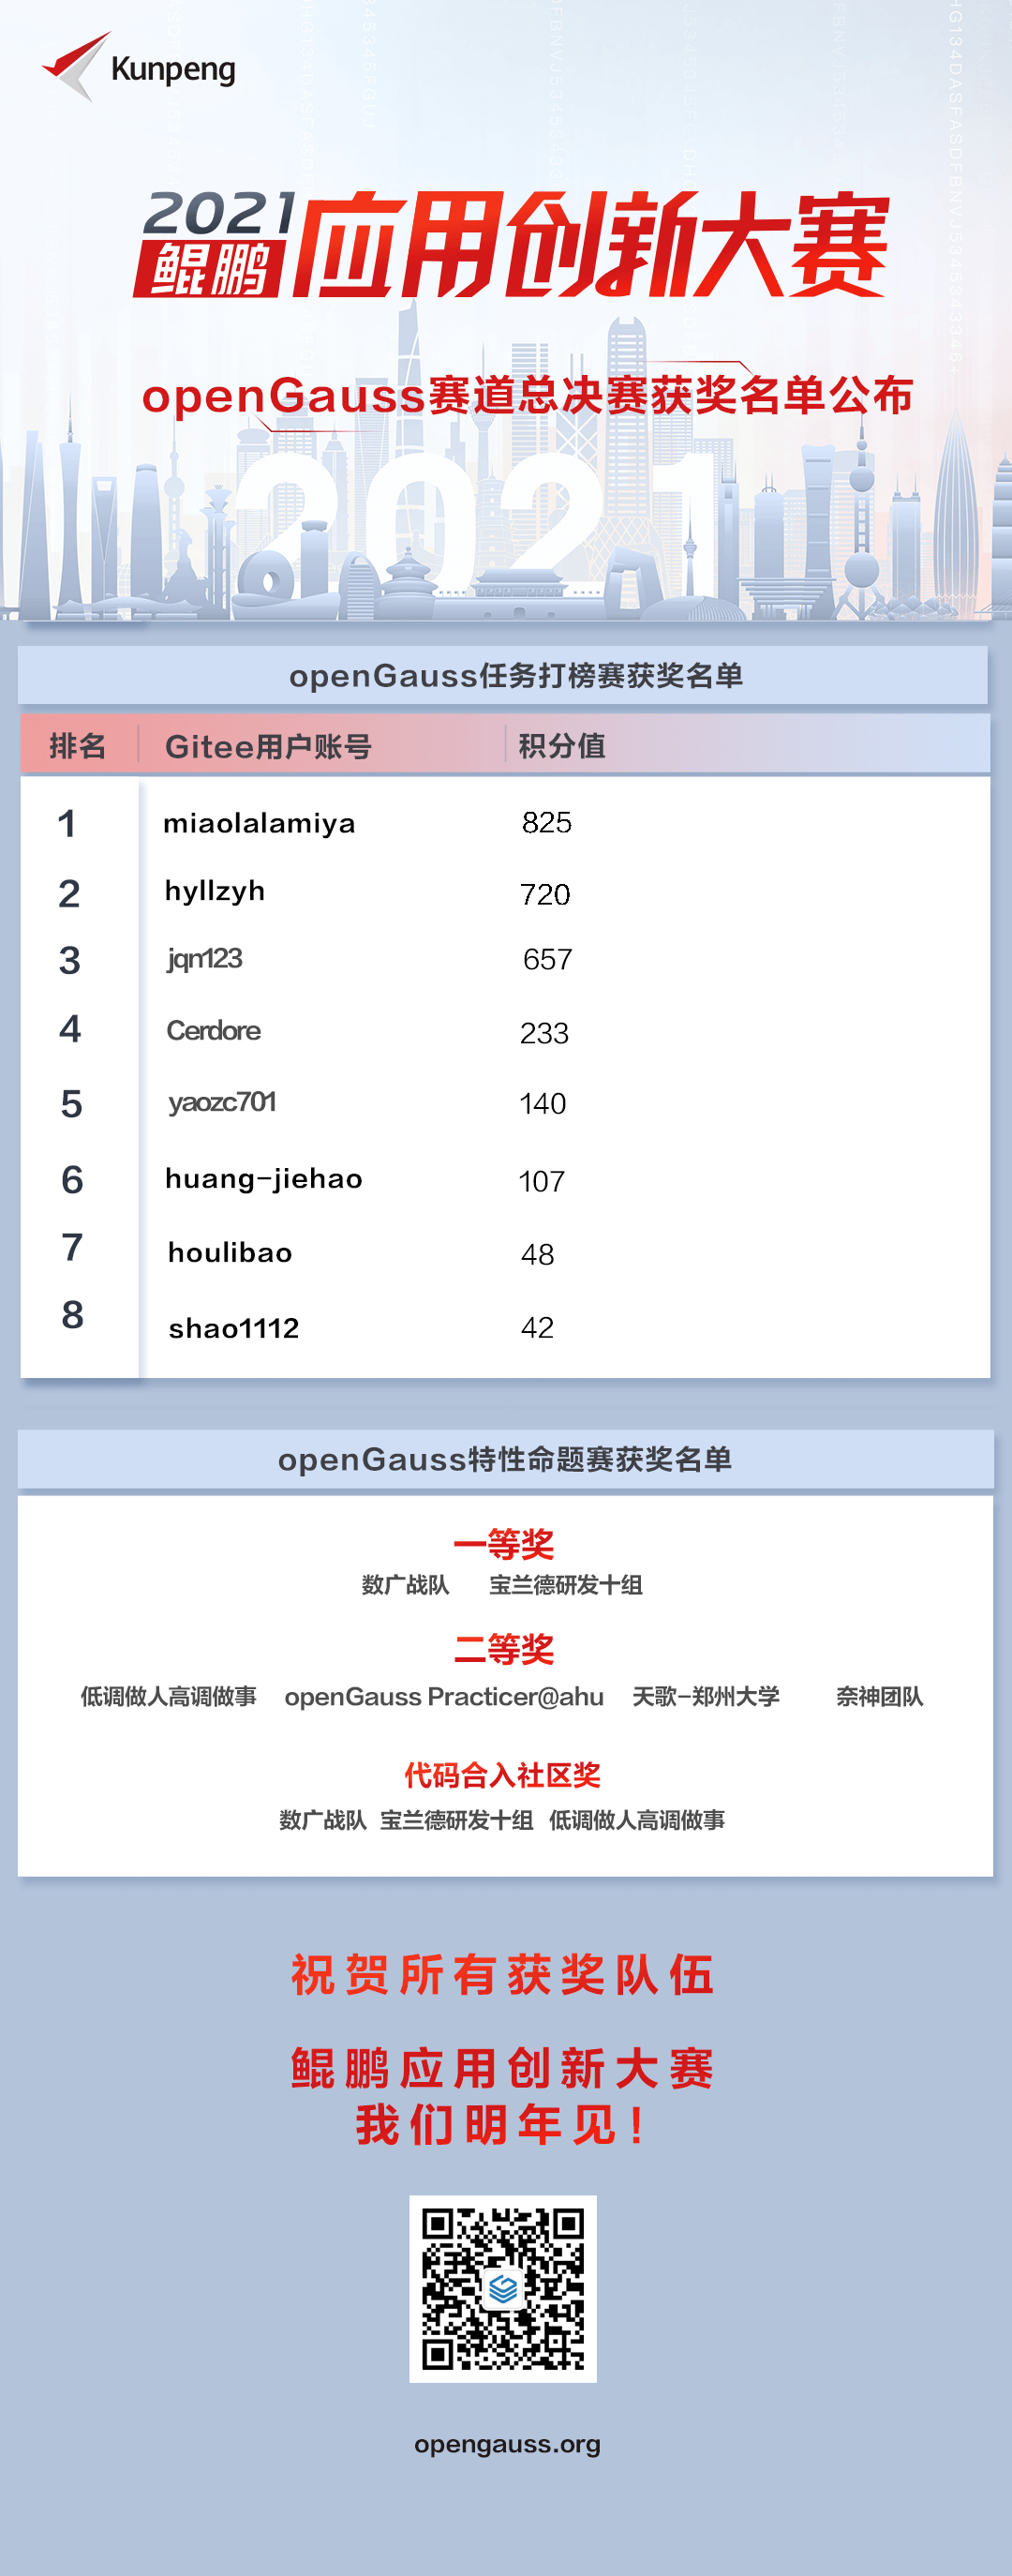 Kunpeng
2021
鲲鹏
应用创新大赛
openGauss赛道总决赛获奖名单公布
2021
openGauss任务打榜赛获奖名单
排名 Gitee用户账号 积分值
1 miaolalamiya 825
2 hyllzyh 720
3 jqn123 657
4 Cerdore 233
5 yaozc701 140
6 huang-jiehao 107
7 houlibao 48
8 shao1112 42
openGauss特性命题赛获奖名单
一等奖
数广战队 宝兰德研发十组
二等奖
低调做人高调做事 openGauss Practicer@ahu 天歌-郑州大学 奈神团队
代码合入社区奖
数广战队 宝兰德研发十组 低调做人高调做事
祝贺所有获奖队伍
鲲鹏应用创新大赛
我们明年见！
opengauss.org